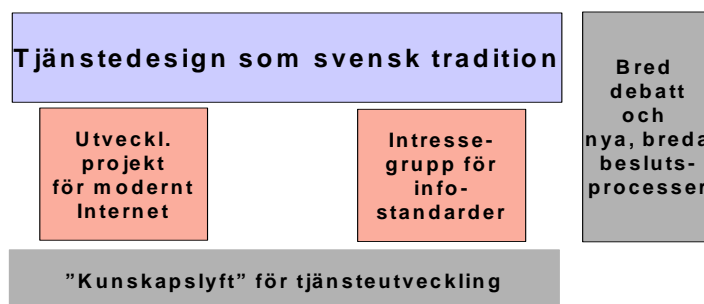 Tjänstedesign som svensk tradition
Utveckl.
projekt
för modernt
Internet
Intresse-
grupp för
info-
standarder
Bred
debatt
och
nya, breda
besluts-
processer
”Kunskapslyft” för tjänsteutveckling